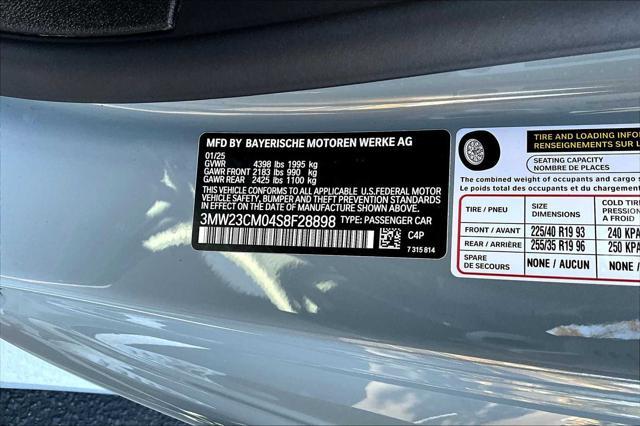 MFD BY BAYERISCHE MOTOREN WERKE AG
01/25
GVWR 4398 lbs 1995 kg
GAWR FRONT 2183 lbs 990 kg
GAWR REAR 2425 lbs 1100 kg
THIS VEHICLE CONFORMS TO ALL APPLICABLE U.S.FEDERAL MOTOR
VEHICLE SAFETY, BUMPER, AND THEFT PREVENTION STANDARDS
IN EFFECT ON THE DATE OF MANUFACTURE SHOWN ABOVE.
3MW23CM04S8F28898 TYPE: PASSENGER CAR
C4P
7 315 814
TIRE AND LOADING INFOR
RENSEIGNEMENTS SUR
SEATING CAPACITY
NOMBRE DE PLACES
The combined weight of occupants and cargo s
Le poids total des occupants et du chargement
TIRE / PNEU SIZE DIMENSIONS COLD TIRE
FRONT / AVANT 225/40 R19 93 240 KPA
REAR / ARRIÈRE 255/35 R19 96 250 KPA
SPARE DE SECOURS NONE / AUCUN NONE /